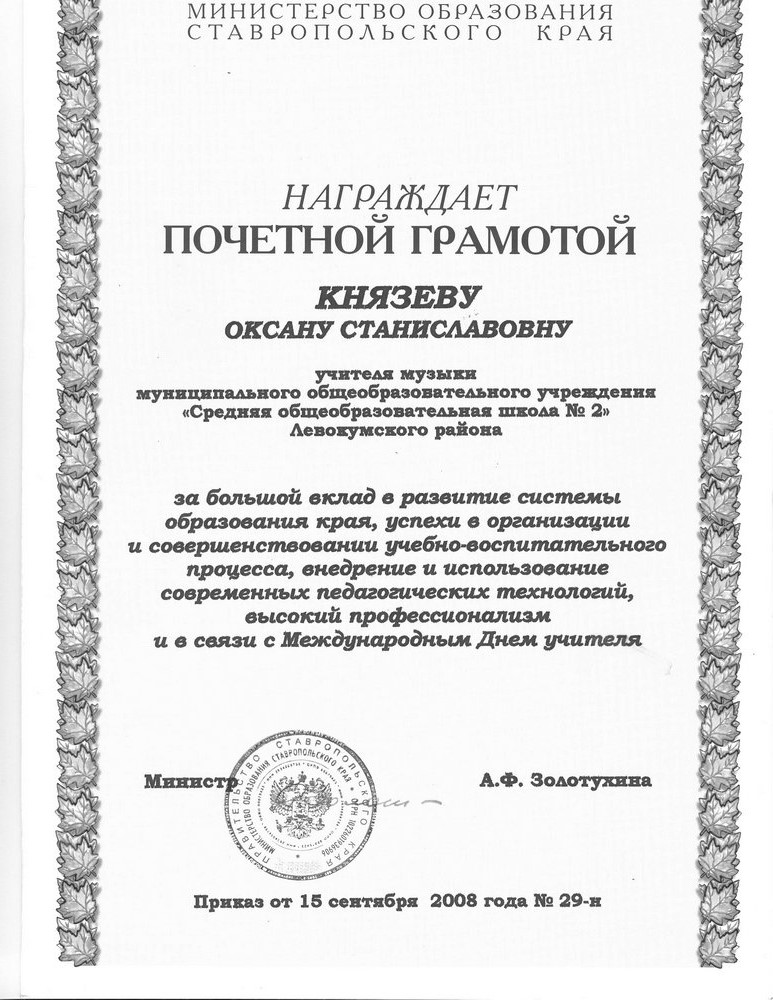 МИНИСТЕРСТВО ОБРАЗОВАНИЯ
СТАВРОПОЛЬСКОГО КРАЯ
НАГРАЖДАЕТ
ПОЧЕТНОЙ ГРАМОТОЙ
КНЯЗЕВУ
ОКСАНУ СТАНИСЛАВОВНУ
учителя музыки
муниципального общеобразовательного учреждения
«Средняя общеобразовательная школа № 2»
Левокумского района
за большой вклад в развитие системы
образования края, успехи в организации
и совершенствовании учебно-воспитательного
процесса, внедрение и использование
современных педагогических технологий,
высокий профессионализм
и в связи с Международным Днем учителя
ПРАВИТЕЛЬСТВО СТАВРОПОЛЬСКОГО КРАЯ
МИНИСТЕРСТВО ОБРАЗОВАНИЯ СТАВРОПОЛЬСКОГО КРАЯ
Министр А.Ф. Золотухина
Приказ от 15 сентября 2008 года № 29-н